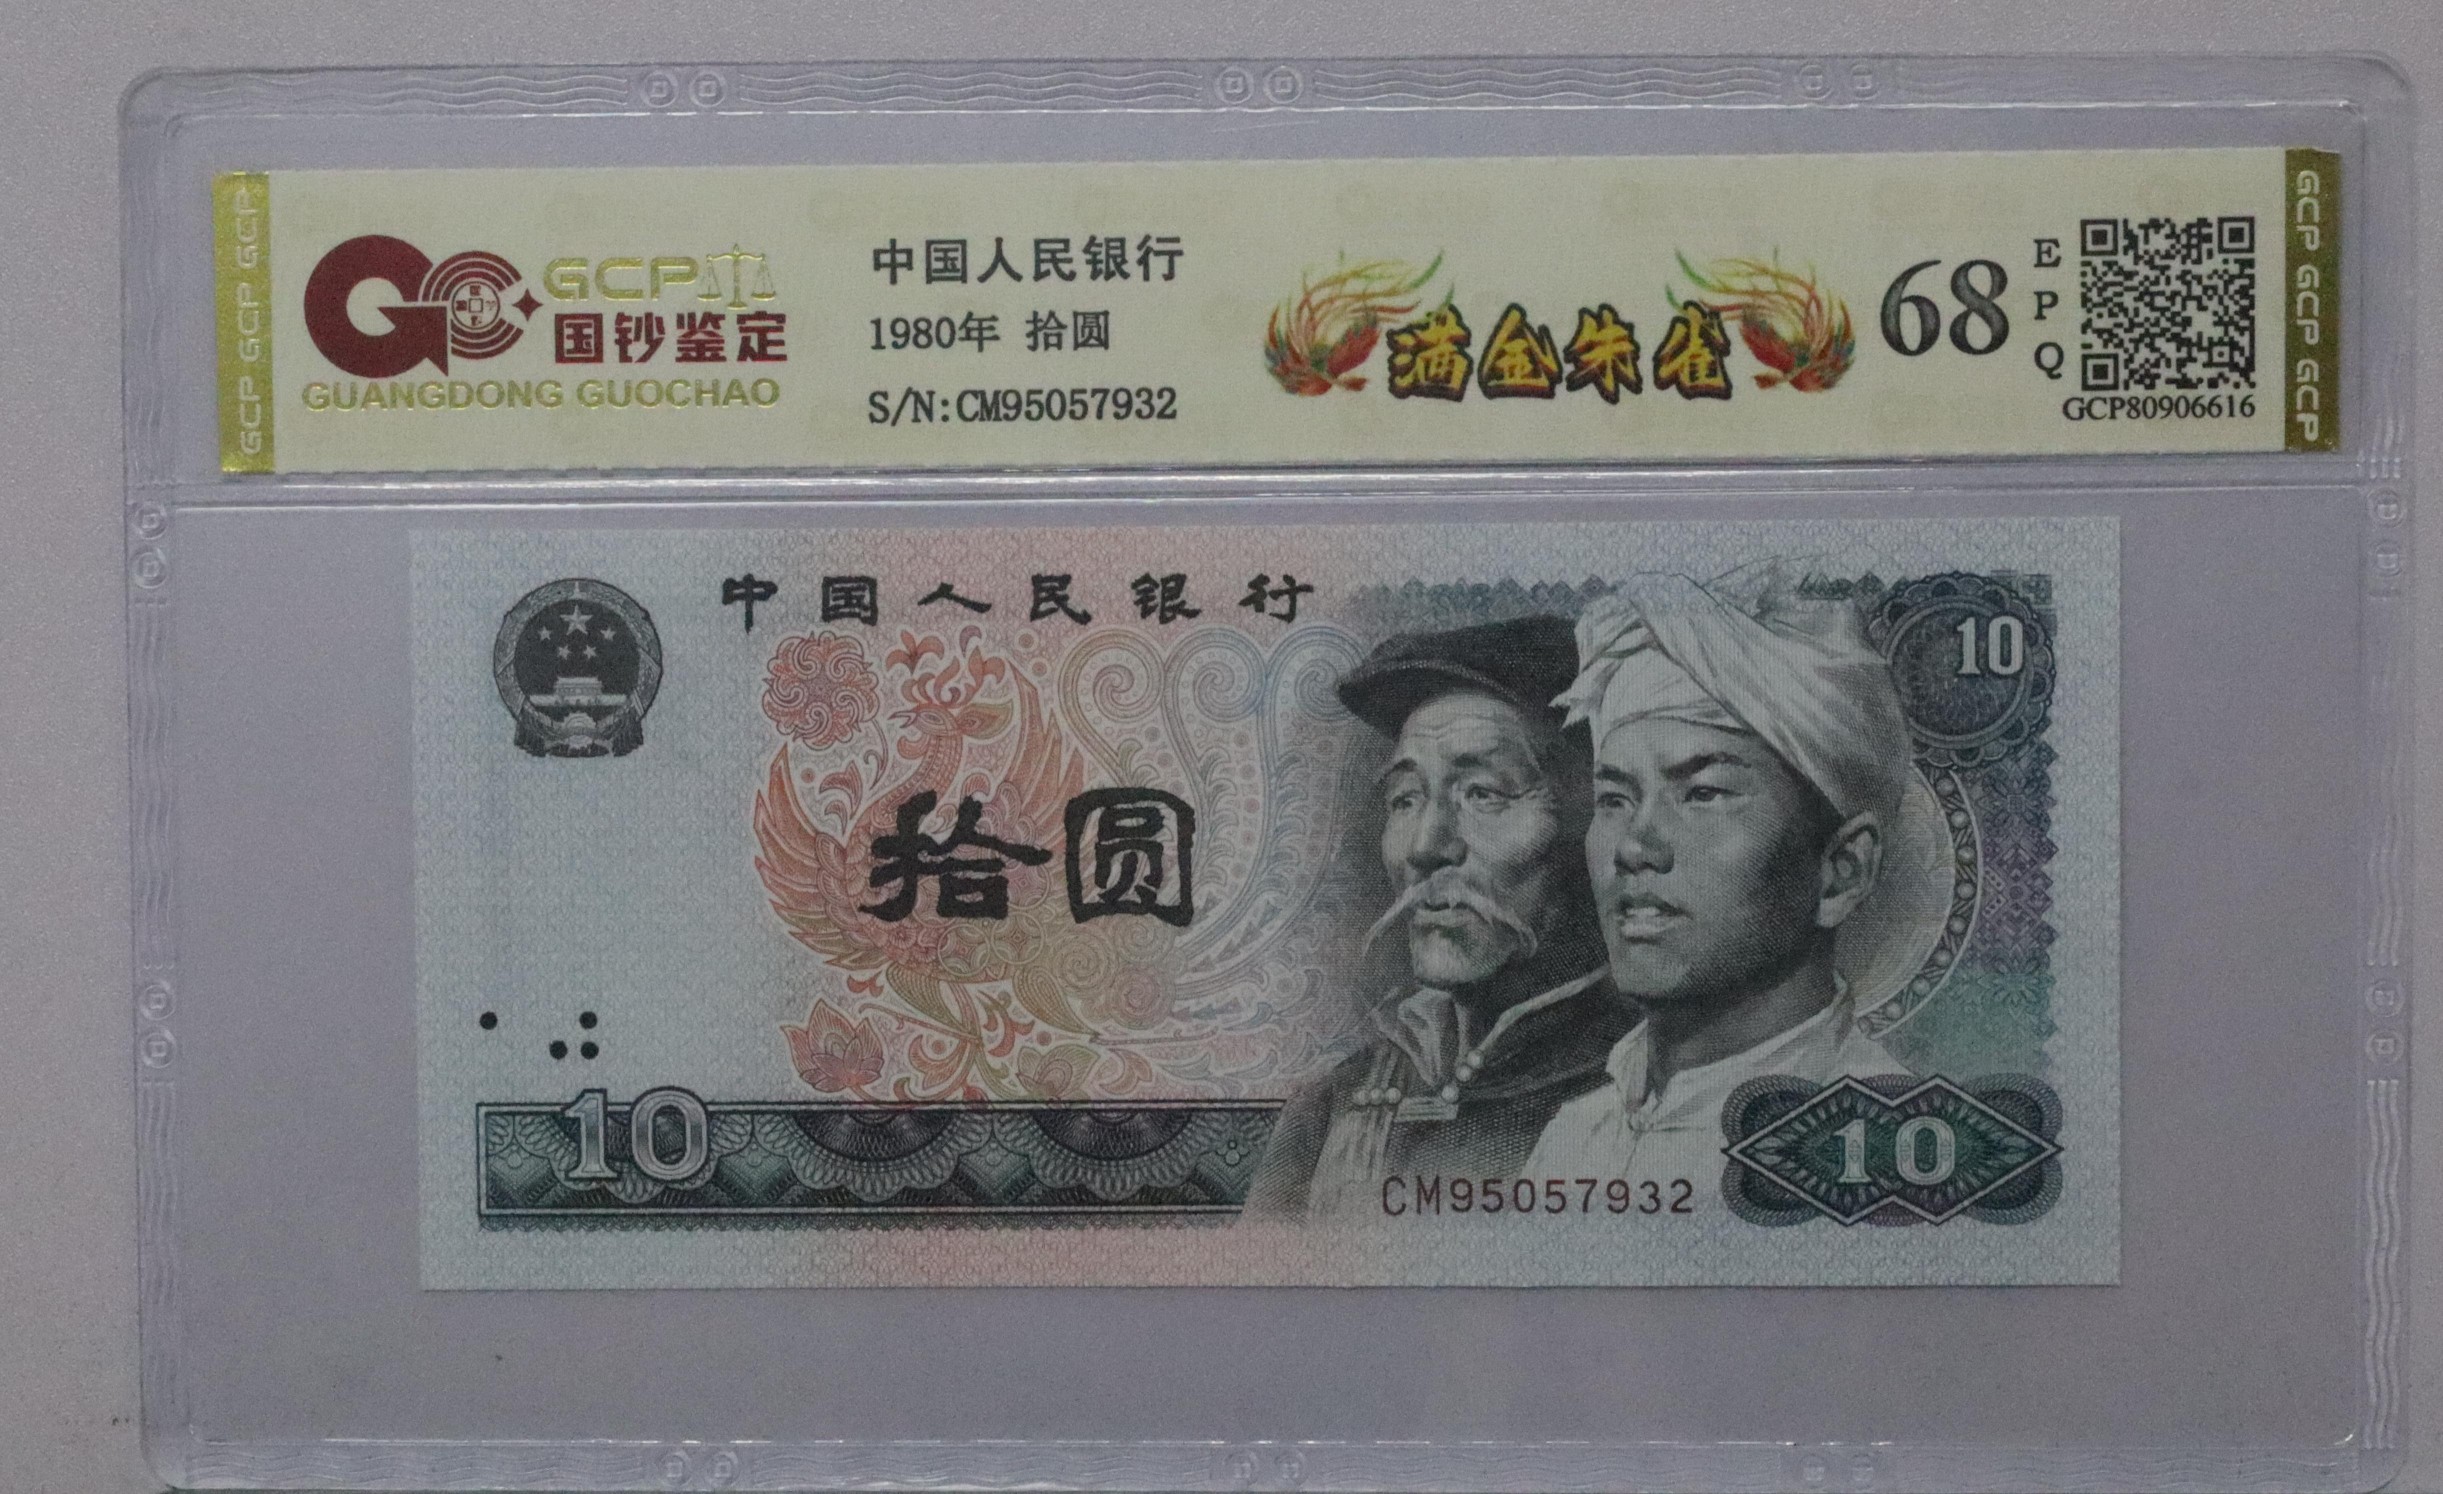 GCP GCP GCP
GCP
国钞鉴定
GUANGDONG GUOCHAO
中国人民银行
1980年 拾圆
S/N:CM95057932
满金朱雀
68
EPQ
GCP80906616
GCP GCP GCP
中国人民银行
10
拾圆
10
CM95057932
10